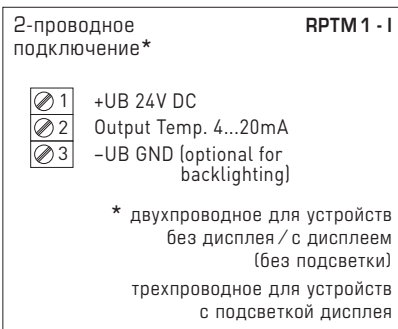 2-проводное RPTM 1 - I
подключение*
1 +UB 24V DC
2 Output Temp. 4...20mA
3 –UB GND (optional for
backlighting)
* двухпроводное для устройств
без дисплея / с дисплеем
(без подсветки)
трехпроводное для устройств
с подсветкой дисплея